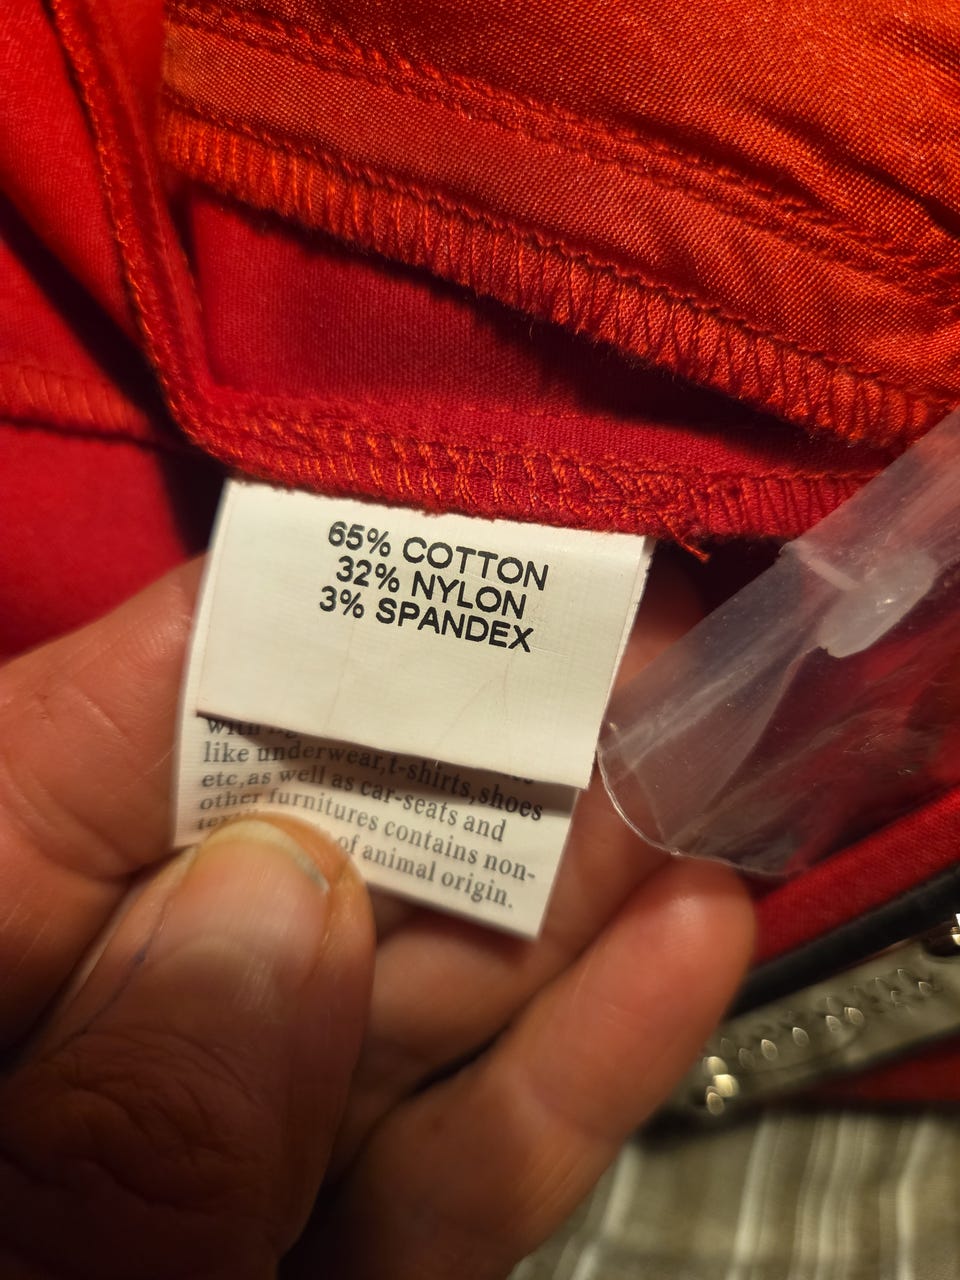 65% COTTON
32% NYLON
3% SPANDEX
with
like underwear,t-shirts,shoes
etc,as well as car-seats and
other furnitures contains non-
of animal origin.